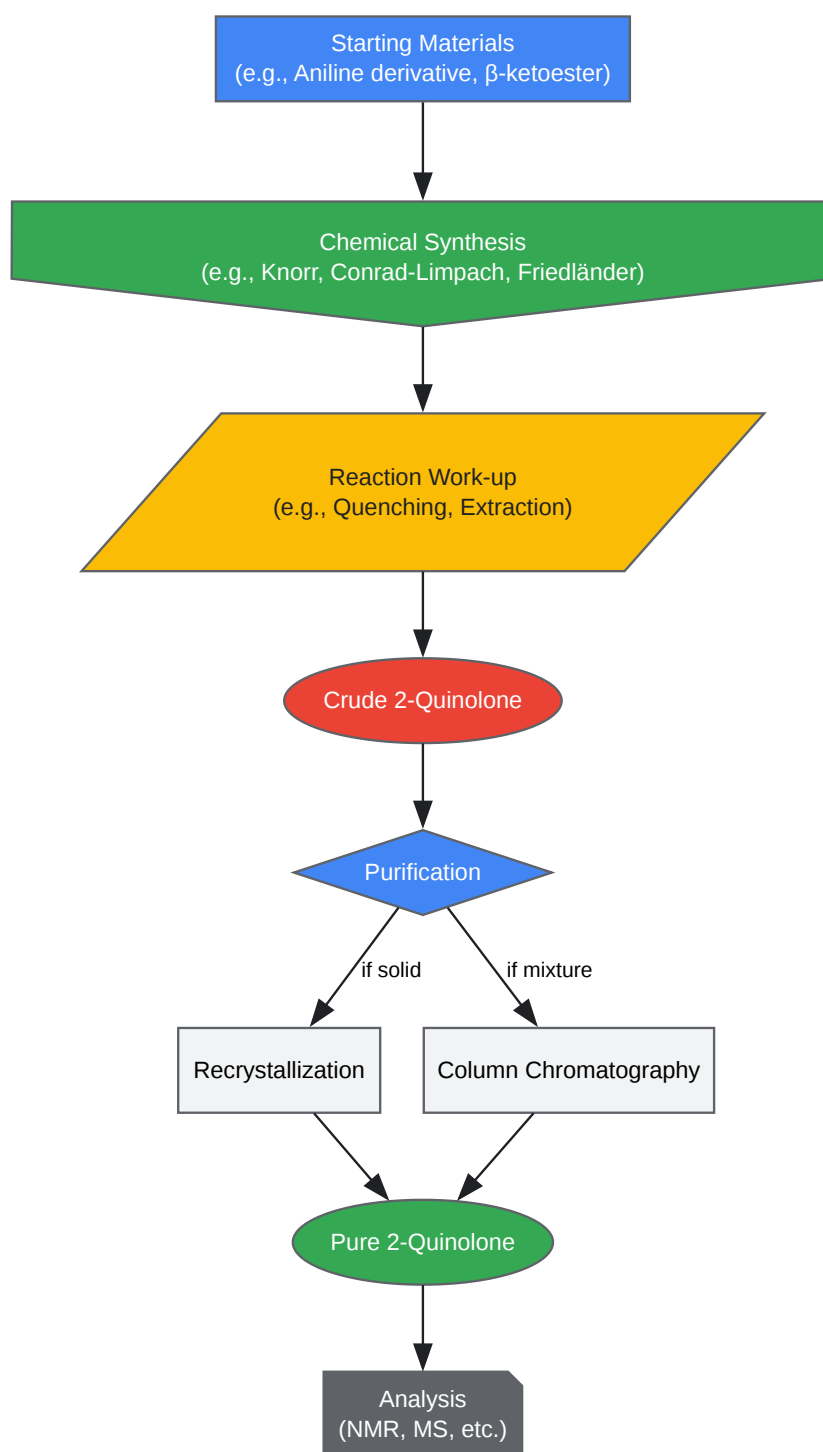 Starting Materials
(e.g., Aniline derivative, β-ketoester)
Chemical Synthesis
(e.g., Knorr, Conrad-Limpach, Friedländer)
Reaction Work-up
(e.g., Quenching, Extraction)
Crude 2-Quinolone
Purification
if solid
if mixture
Recrystallization
Column Chromatography
Pure 2-Quinolone
Analysis
(NMR, MS, etc.)